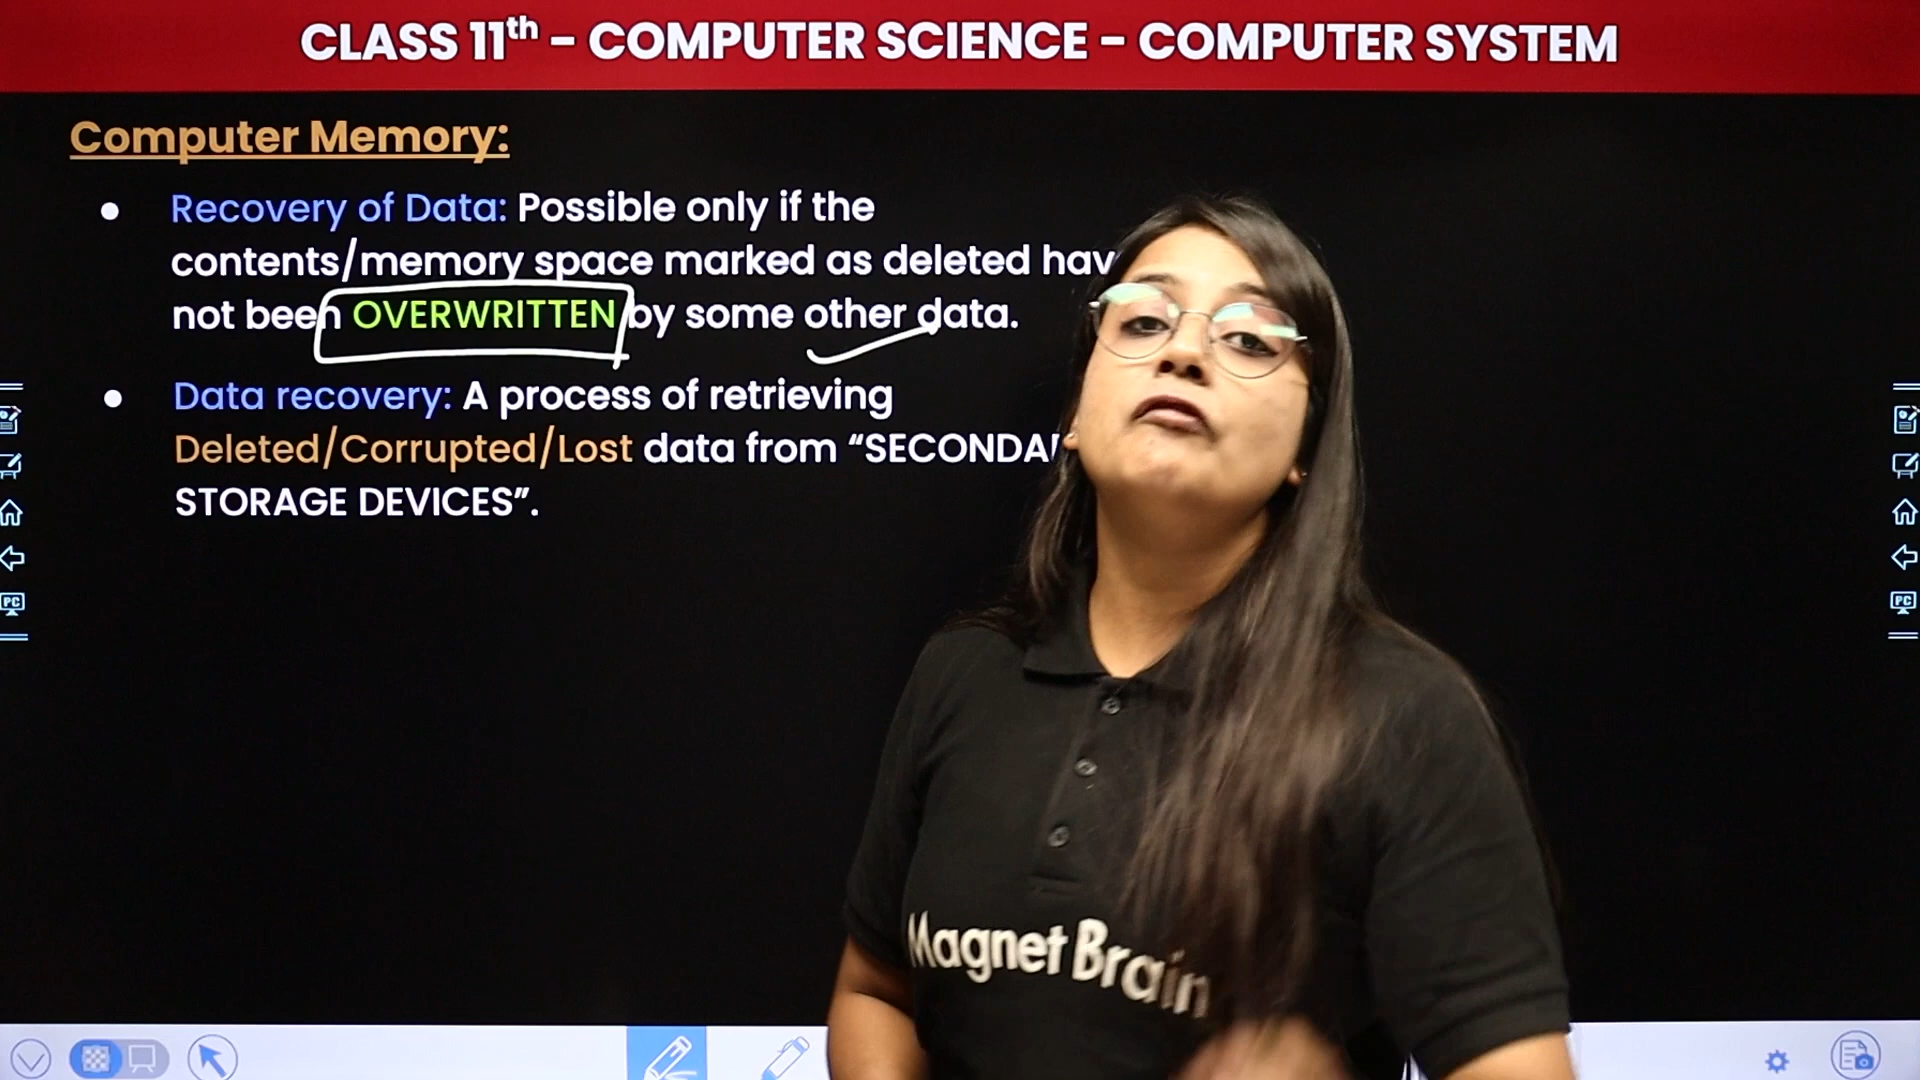 CLASS 11th - COMPUTER SCIENCE - COMPUTER SYSTEM
Computer Memory:
Recovery of Data: Possible only if the
contents/memory space marked as deleted
not been OVERWRITTEN by some other data.
Data recovery: A process of retrieving
Deleted/Corrupted/Lost data from “
STORAGE DEVICES”.
PC
PC
Magnet Brain